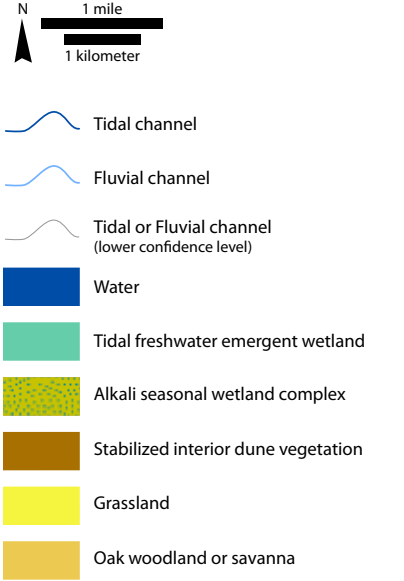 N
1 mile
1 kilometer
Tidal channel
Fluvial channel
Tidal or Fluvial channel
(lower confidence level)
Water
Tidal freshwater emergent wetland
Alkali seasonal wetland complex
Stabilized interior dune vegetation
Grassland
Oak woodland or savanna